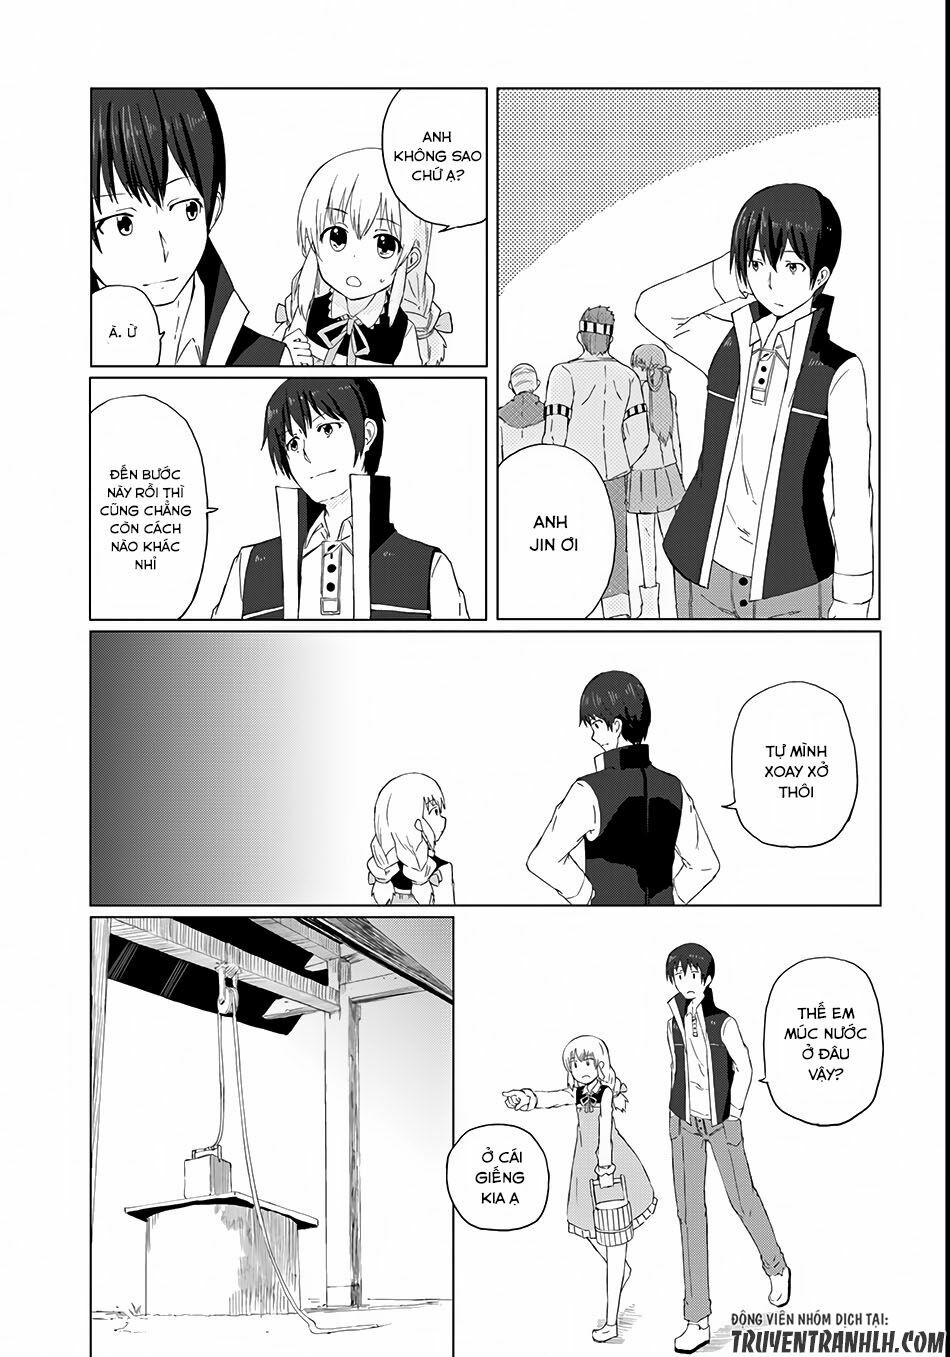 ANH
JIN ƠI
ANH
KHÔNG SAO
CHỨ Ạ?
À. Ừ
ĐẾN BƯỚC
NÀY RỒI THÌ
CŨNG CHẲNG
CÒN CÁCH
NÀO KHÁC
NHỈ
TỰ MÌNH
XOAY XỞ
THÔI
THẾ EM
MÚC NƯỚC
Ở ĐÂU
VẬY?
Ở CÁI
GIẾNG
KIA Ạ
ĐỘNG VIÊN NHÓM DỊCH TẠI:
TRUYENTRANHLH.COM